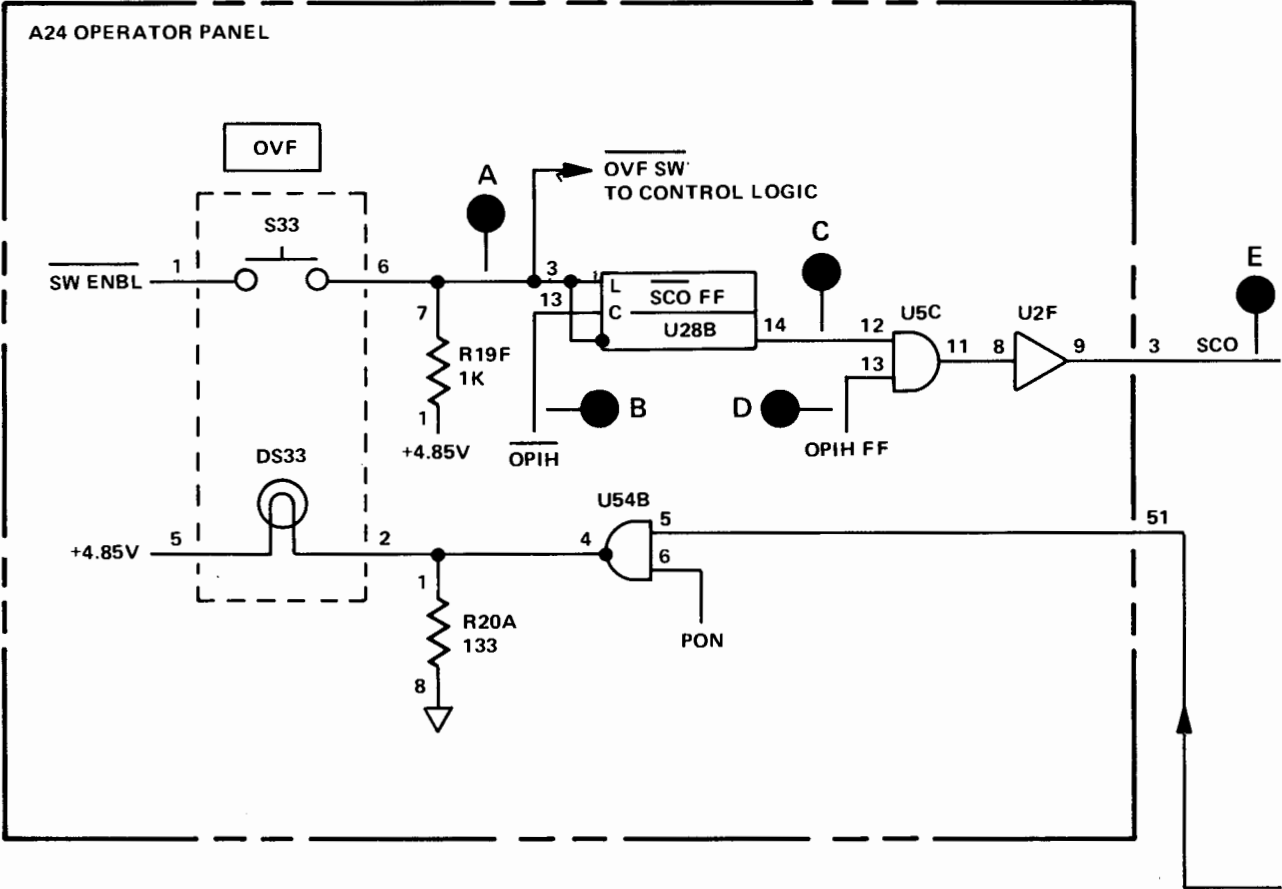 A24 OPERATOR PANEL
OVF
OVF SW
TO CONTROL LOGIC
A
S33
C
E
SW ENBL
1
6
3
L
SCO FF
13
C
U28B
14
12
U5C
U2F
7
13
11
8
9
3
SCO
R19F
1K
B
D
1
+4.85V
OPIH
OPIH FF
DS33
U54B
5
51
+4.85V
5
2
4
6
1
R20A
133
PON
8